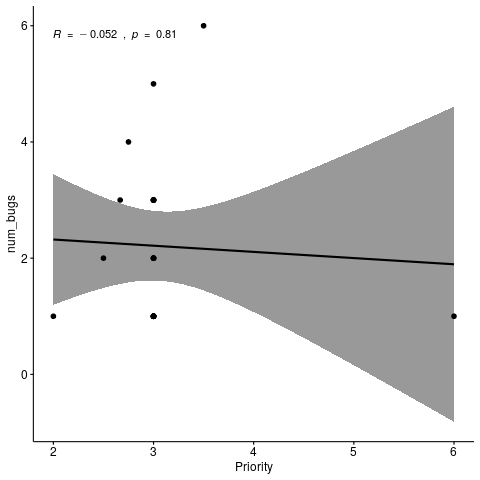 6
R = − 0.052 , p = 0.81
4
num_bugs
2
0
2 3 4 5 6
Priority